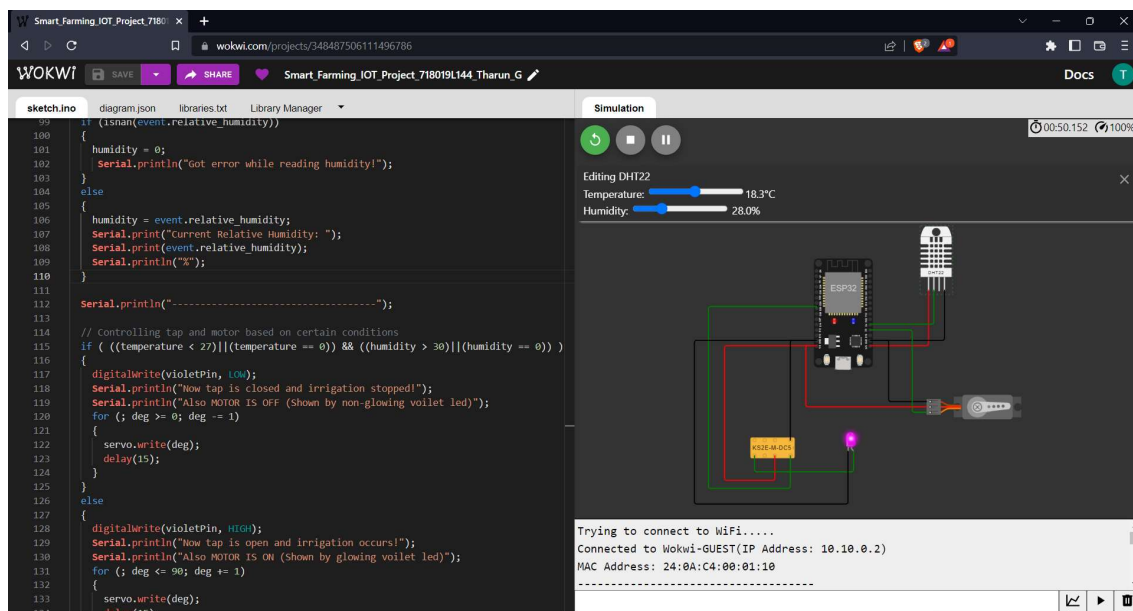 Smart_Farming_IOT_Project_7180
wokwi.com/projects/348487506111496786
WOKWi SAVE SHARE Smart_Farming_IOT_Project_718019L144_Tharun_G Docs T
sketch.ino diagram.json libraries.txt Library Manager
99 if (isnan(event.relative_humidity))
100 {
101 humidity = 0;
102 Serial.println("Got error while reading humidity!");
103 }
104 else
105 {
106 humidity = event.relative_humidity;
107 Serial.print("Current Relative Humidity: ");
108 Serial.print(event.relative_humidity);
109 Serial.println("%");
110 }
111
112 Serial.println("------------------------------------");
113
114 // Controlling tap and motor based on certain conditions
115 if ( ((temperature < 27)||(temperature == 0)) && ((humidity > 30)||(humidity == 0)) )
116 {
117 digitalWrite(violetPin, LOW);
118 Serial.println("Now tap is closed and irrigation stopped!");
119 Serial.println("Also MOTOR IS OFF (Shown by non-glowing voilet led)");
120 for (; deg >= 0; deg -= 1)
121 {
122 servo.write(deg);
123 delay(15);
124 }
125 }
126 else
127 {
128 digitalWrite(violetPin, HIGH);
129 Serial.println("Now tap is open and irrigation occurs!");
130 Serial.println("Also MOTOR IS ON (Shown by glowing voilet led)");
131 for (; deg <= 90; deg += 1)
132 {
133 servo.write(deg);
Simulation
00:50.152 100%
Editing DHT22
Temperature: 18.3°C
Humidity: 28.0%
DHT22
ESP32
KS2E-M-DC5
Trying to connect to WiFi.....
Connected to Wokwi-GUEST(IP Address: 10.10.0.2)
MAC Address: 24:0A:C4:00:01:10
------------------------------------